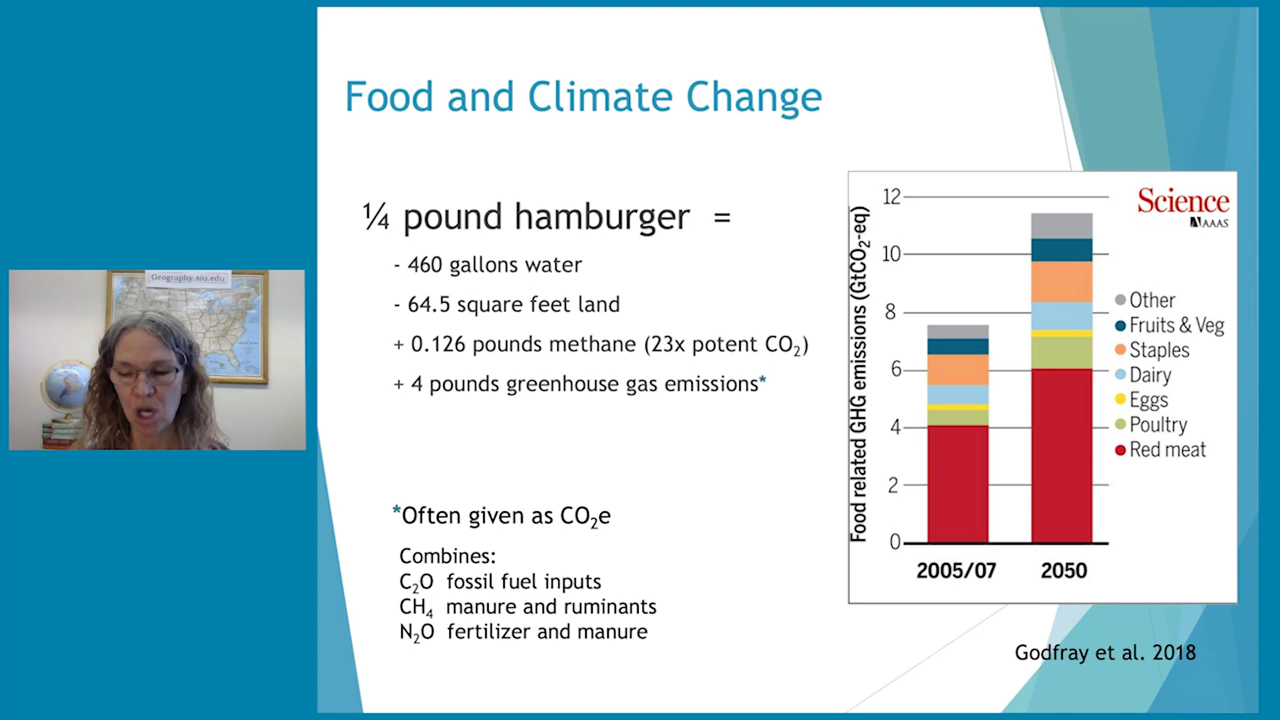 Food and Climate Change
¼ pound hamburger =
- 460 gallons water
- 64.5 square feet land
+ 0.126 pounds methane (23x potent CO₂)
+ 4 pounds greenhouse gas emissions*
*Often given as CO₂e
Combines:
C₂O fossil fuel inputs
CH₄ manure and ruminants
N₂O fertilizer and manure
Geography.siu.edu
Science
AAAS
Food related GHG emissions (GtCO₂-eq)
12
10
8
6
4
2
0
2005/07
2050
Other
Fruits & Veg
Staples
Dairy
Eggs
Poultry
Red meat
Godfray et al. 2018